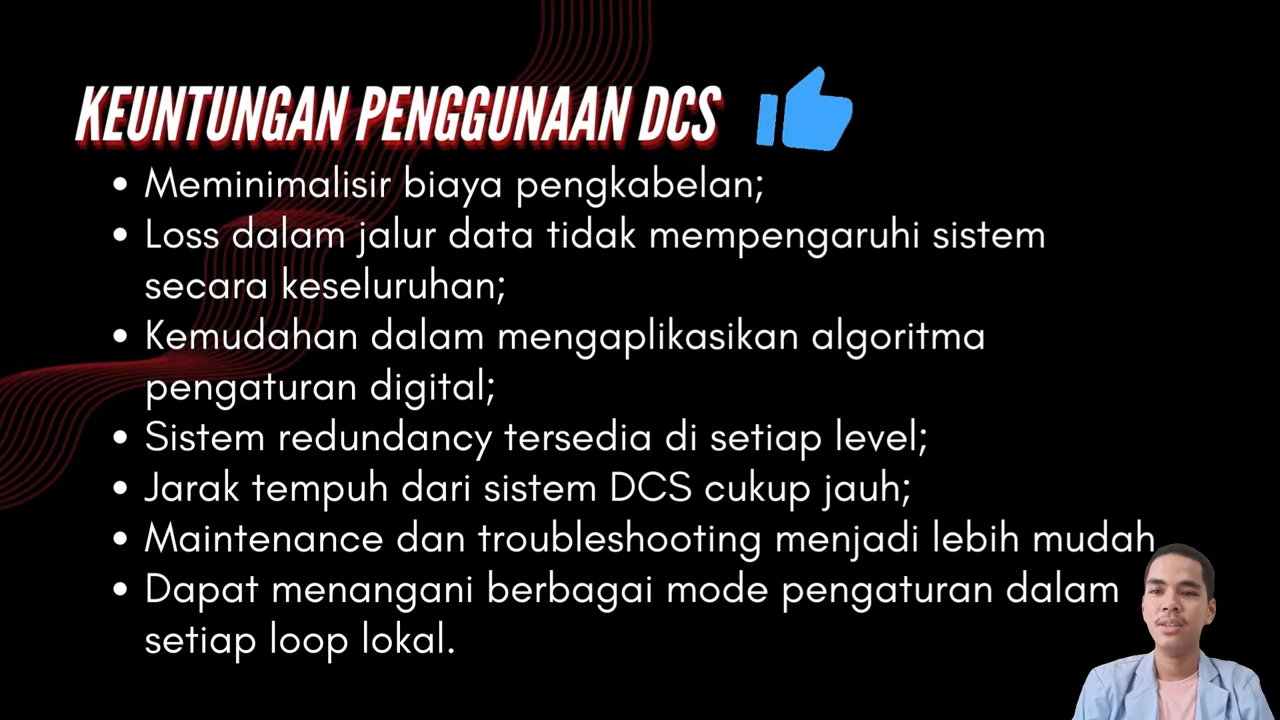 KEUNTUNGAN PENGGUNAAN DCS
• Meminimalisir biaya pengkabelan;
• Loss dalam jalur data tidak mempengaruhi sistem
secara keseluruhan;
• Kemudahan dalam mengaplikasikan algoritma
pengaturan digital;
• Sistem redundancy tersedia di setiap level;
• Jarak tempuh dari sistem DCS cukup jauh;
• Maintenance dan troubleshooting menjadi lebih mudah
• Dapat menangani berbagai mode pengaturan dalam
setiap loop lokal.